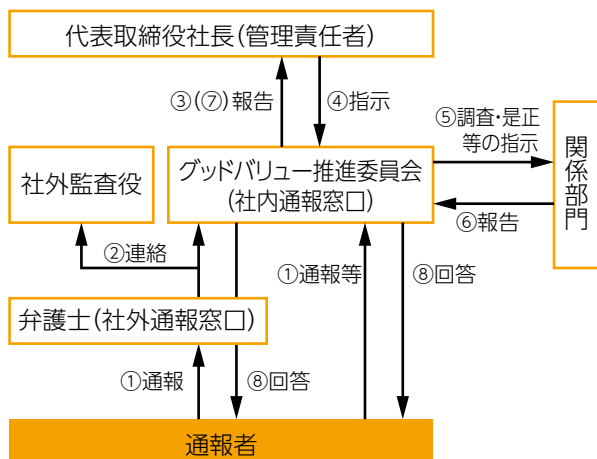 代表取締役社長(管理責任者)
③(⑦)報告
④指示
⑤調査・是正
等の指示
社外監査役
グッドバリュー推進委員会
(社内通報窓口)
関係部門
⑥報告
②連絡
①通報等
⑧回答
弁護士(社外通報窓口)
①通報
⑧回答
通報者